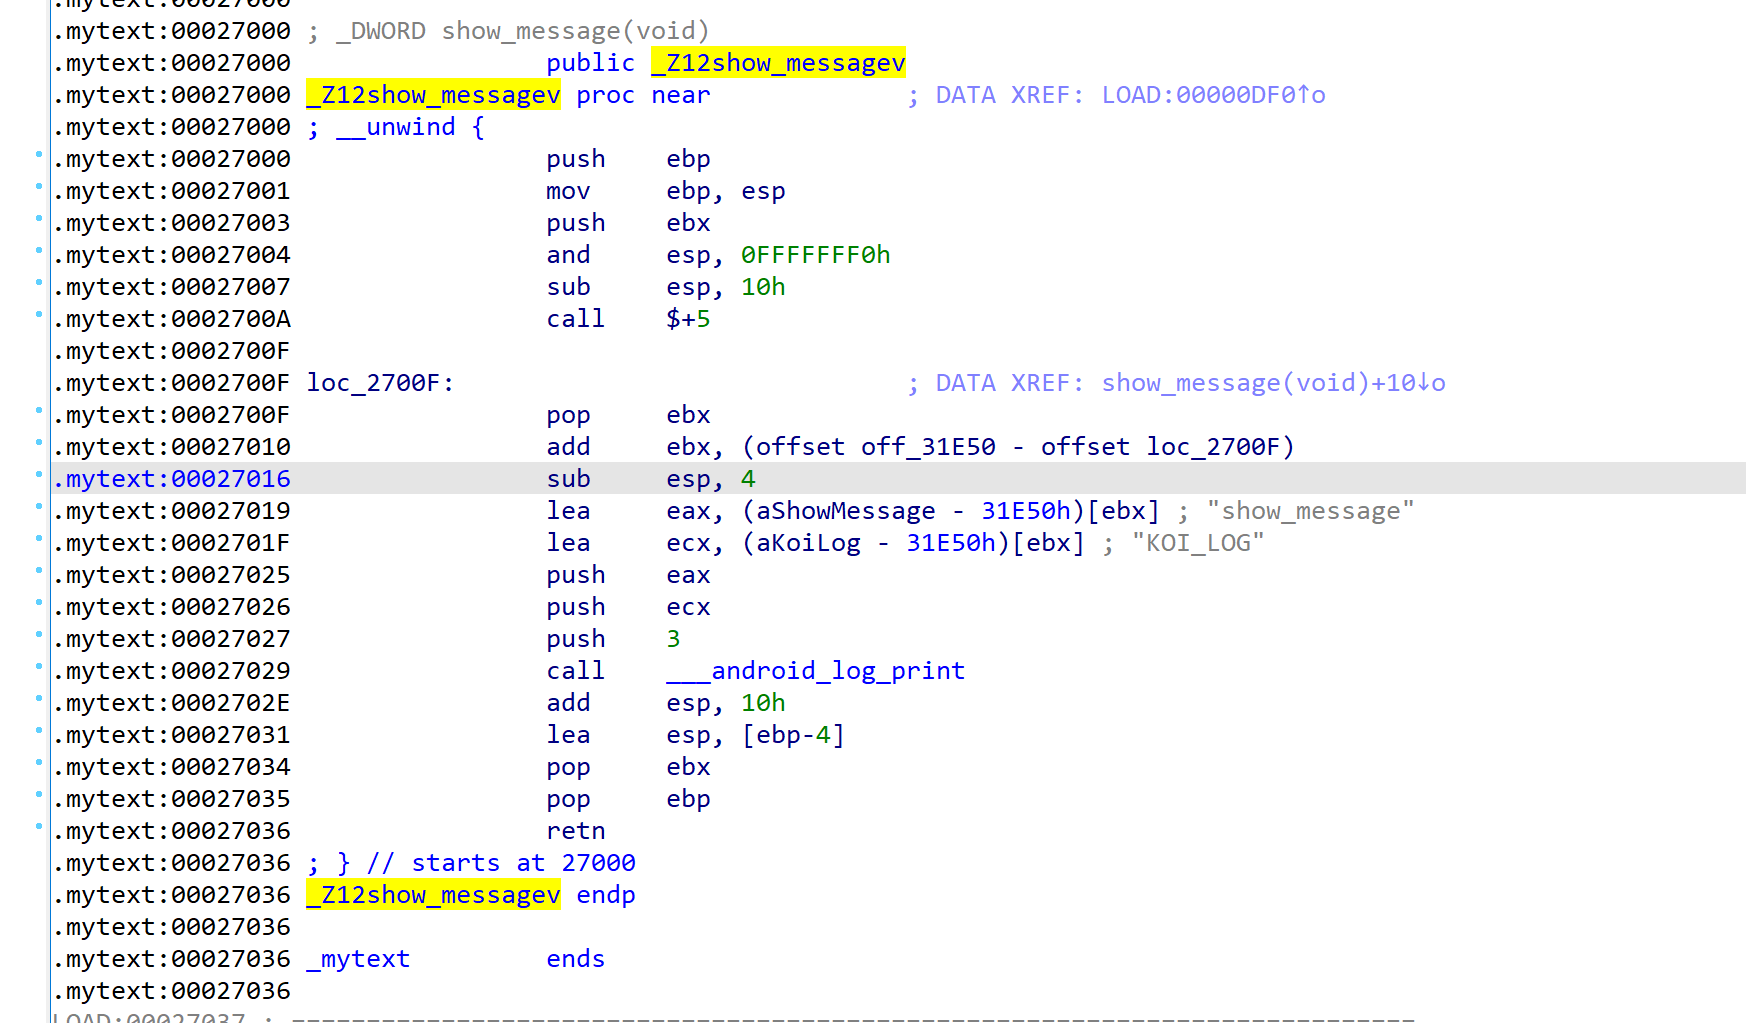 .mytext:00027000
.mytext:00027000 ; _DWORD show_message(void)
.mytext:00027000 public _Z12show_messagev
.mytext:00027000 _Z12show_messagev proc near ; DATA XREF: LOAD:00000DF0↑o
.mytext:00027000 ; __unwind {
.mytext:00027000 push ebp
.mytext:00027001 mov ebp, esp
.mytext:00027003 push ebx
.mytext:00027004 and esp, 0FFFFFFF0h
.mytext:00027007 sub esp, 10h
.mytext:0002700A call $+5
.mytext:0002700F
.mytext:0002700F loc_2700F: ; DATA XREF: show_message(void)+10↓o
.mytext:0002700F pop ebx
.mytext:00027010 add ebx, (offset off_31E50 - offset loc_2700F)
.mytext:00027016 sub esp, 4
.mytext:00027019 lea eax, (aShowMessage - 31E50h)[ebx] ; "show_message"
.mytext:0002701F lea ecx, (aKoiLog - 31E50h)[ebx] ; "KOI_LOG"
.mytext:00027025 push eax
.mytext:00027026 push ecx
.mytext:00027027 push 3
.mytext:00027029 call ___android_log_print
.mytext:0002702E add esp, 10h
.mytext:00027031 lea esp, [ebp-4]
.mytext:00027034 pop ebx
.mytext:00027035 pop ebp
.mytext:00027036 retn
.mytext:00027036 ; } // starts at 27000
.mytext:00027036 _Z12show_messagev endp
.mytext:00027036
.mytext:00027036 _mytext ends
.mytext:00027036
LOAD:00027037 ; ---------------------------------------------------------------------------